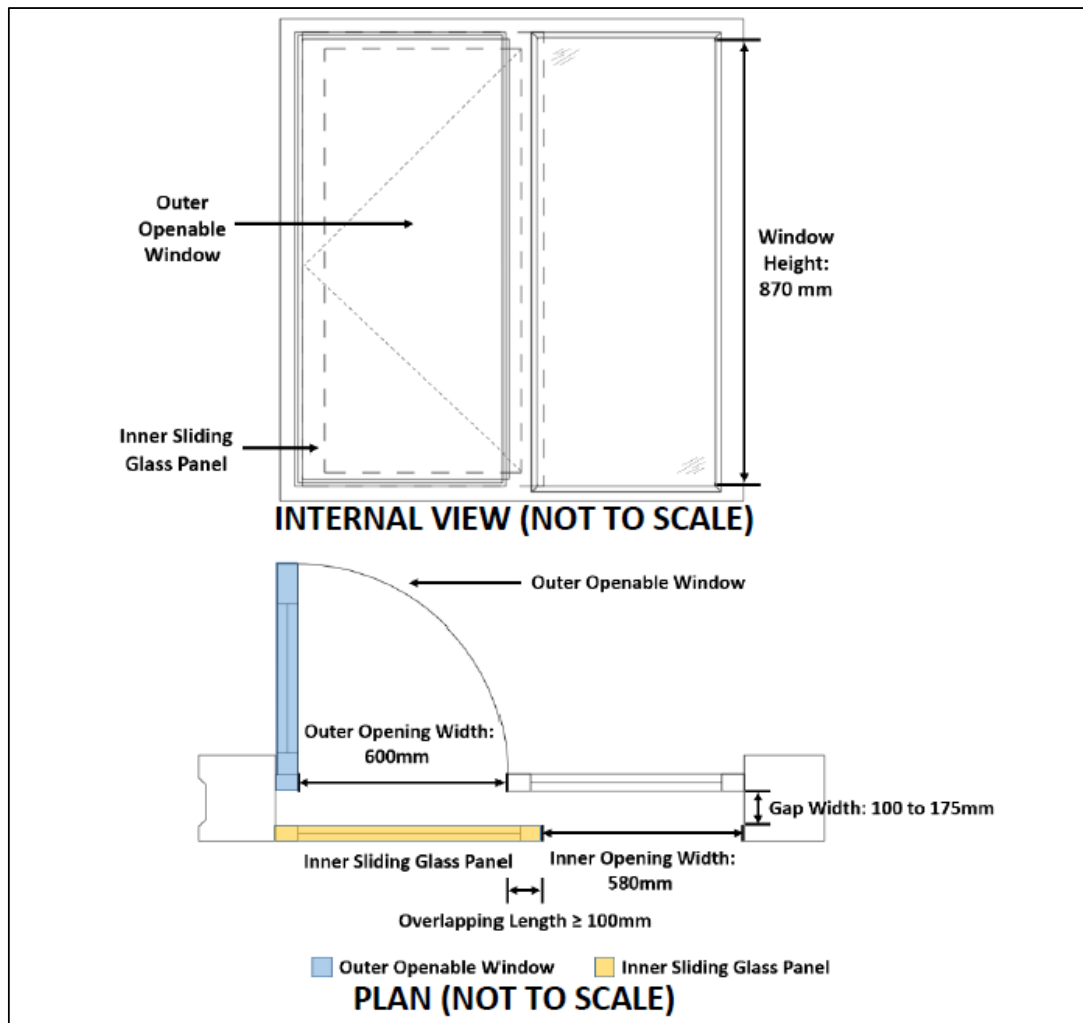 Outer
Openable
Window
Window
Height:
870 mm
Inner Sliding
Glass Panel
INTERNAL VIEW (NOT TO SCALE)
Outer Openable Window
Outer Opening Width:
600mm
Gap Width: 100 to 175mm
Inner Sliding Glass Panel
Inner Opening Width:
580mm
Overlapping Length ≥ 100mm
Outer Openable Window
Inner Sliding Glass Panel
PLAN (NOT TO SCALE)